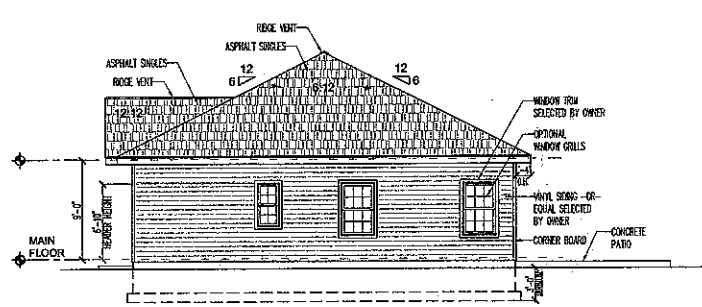 RIDGE VENT
ASPHALT SINGLES
ASPHALT SINGLES
RIDGE VENT
12
6
12
6
6-12
12-12
WINDOW TRIM
SELECTED BY OWNER
OPTIONAL
WINDOW GRILLS
O.H.
VINYL SIDING -OR-
EQUAL SELECTED
BY OWNER
CORNER BOARD
CONCRETE
PATIO
9'-0"
6'-10"
HEADER HEIGHT
MAIN
FLOOR